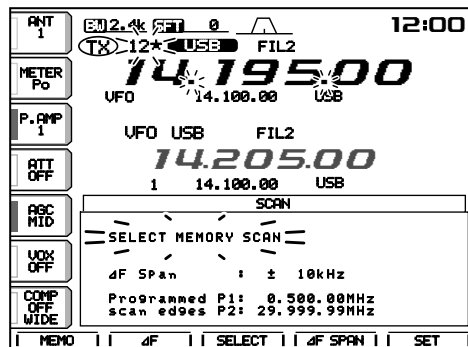 ANT
1
BW 2.4k SFT 0
12:00
TX 12★ USB FIL2
METER
Po
14.195.00
VFO 14.100.00 USB
P.AMP
1
VFO USB FIL2
ATT
OFF
14.205.00
1 14.100.00 USB
AGC
MID
SCAN
SELECT MEMORY SCAN
VOX
OFF
ΔF SPan : ± 10kHz
COMP
OFF
WIDE
Programmed P1: 0.500.00MHz
scan edges P2: 29.999.99MHz
MEMO ΔF SELECT ΔF SPAN SET